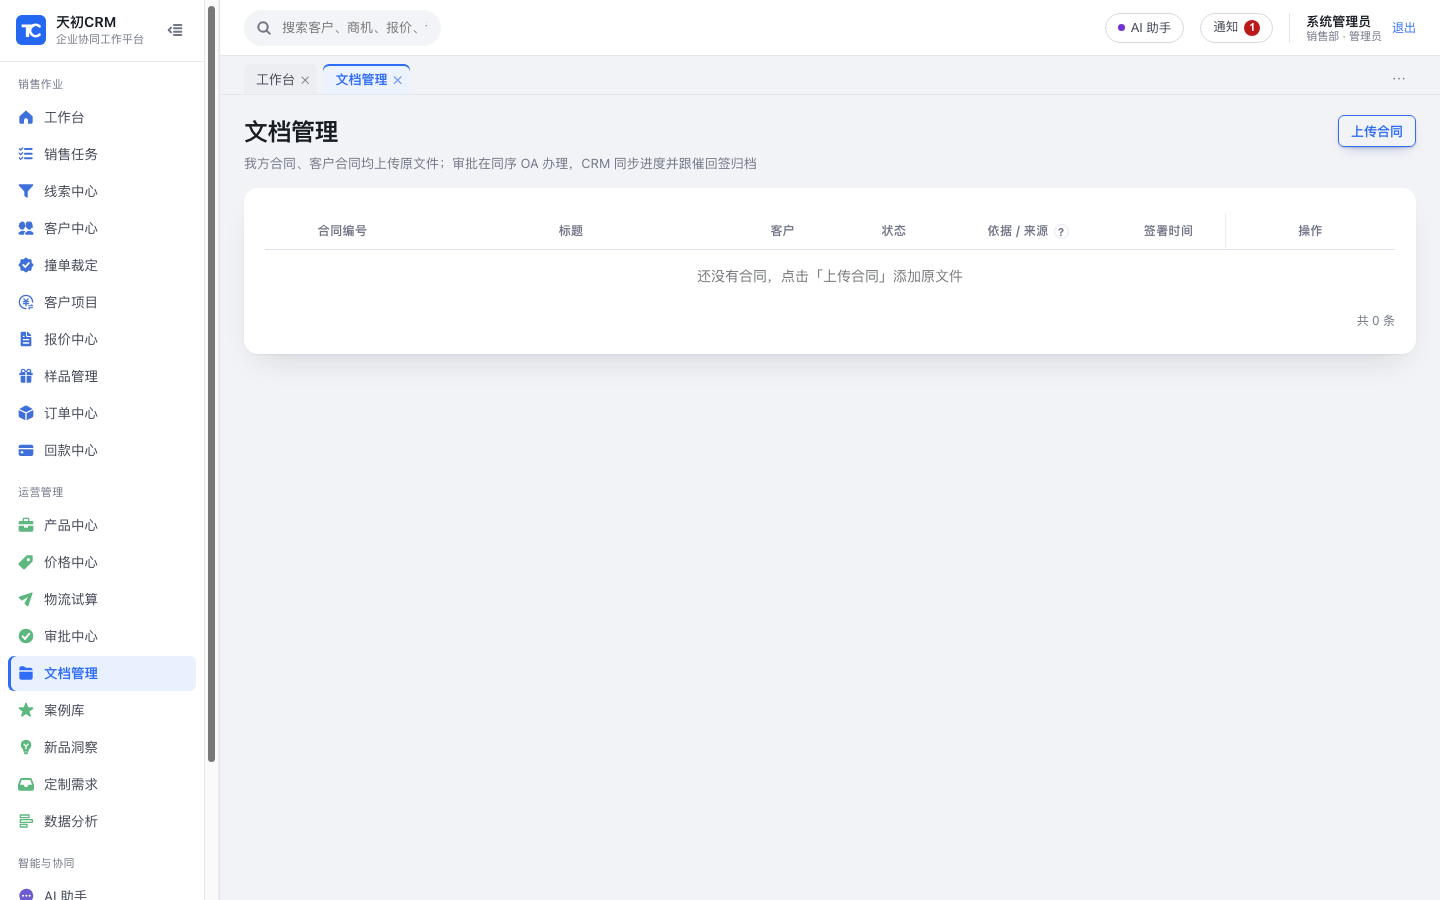 天初CRM
企业协同工作平台
搜索客户、商机、报价、
AI 助手
通知 1
系统管理员
销售部 · 管理员
退出
销售作业
工作台
销售任务
线索中心
客户中心
撞单裁定
客户项目
报价中心
样品管理
订单中心
回款中心
运营管理
产品中心
价格中心
物流试算
审批中心
文档管理
案例库
新品洞察
定制需求
数据分析
智能与协同
AI 助手
工作台
文档管理
文档管理
上传合同
我方合同、客户合同均上传原文件；审批在同序 OA 办理，CRM 同步进度并跟催回签归档
合同编号 标题 客户 状态 依据 / 来源 ? 签署时间 操作
还没有合同，点击「上传合同」添加原文件
共 0 条